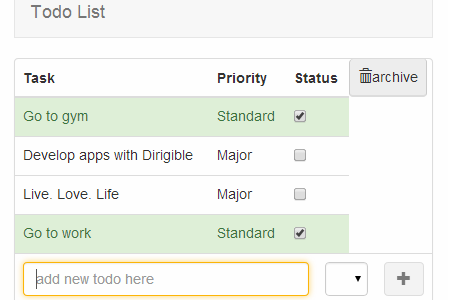 Todo List
Task Priority Status archive
Go to gym Standard
Develop apps with Dirigible Major
Live. Love. Life Major
Go to work Standard
add new todo here